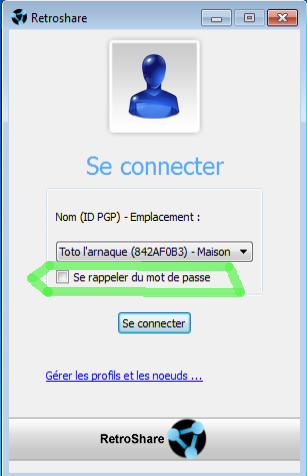 Retroshare
Se connecter
Nom (ID PGP) - Emplacement :
Toto l'arnaque (842AF0B3) - Maison
Se rappeler du mot de passe
Se connecter
Gérer les profils et les noeuds ...
RetroShare